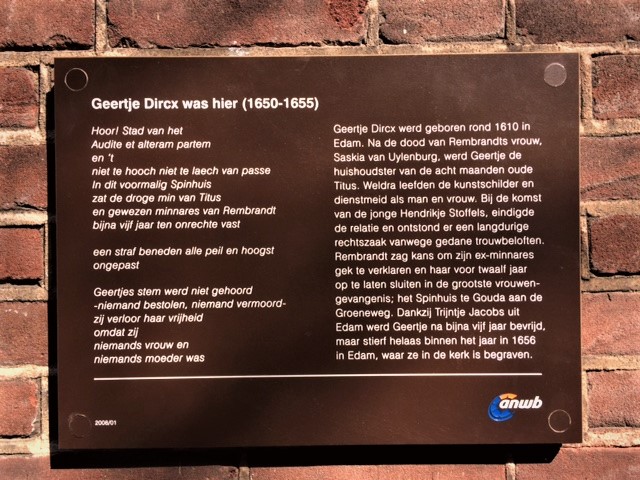 Geertje Dircx was hier (1650-1655)
Hoor! Stad van het
Audite et alteram partem
en 't
niet te hooch niet te laech van passe
In dit voormalig Spinhuis
zat de droge min van Titus
en gewezen minnares van Rembrandt
bijna vijf jaar ten onrechte vast
een straf beneden alle peil en hoogst
ongepast
Geertjes stem werd niet gehoord
-niemand bestolen, niemand vermoord-
zij verloor haar vrijheid
omdat zij
niemands vrouw en
niemands moeder was
Geertje Dircx werd geboren rond 1610 in
Edam. Na de dood van Rembrandts vrouw,
Saskia van Uylenburg, werd Geertje de
huishoudster van de acht maanden oude
Titus. Weldra leefden de kunstschilder en
dienstmeid als man en vrouw. Bij de komst
van de jonge Hendrikje Stoffels, eindigde
de relatie en ontstond er een langdurige
rechtszaak vanwege gedane trouwbeloften.
Rembrandt zag kans om zijn ex-minnares
gek te verklaren en haar voor twaalf jaar
op te laten sluiten in de grootste vrouwen-
gevangenis; het Spinhuis te Gouda aan de
Groeneweg. Dankzij Trijntje Jacobs uit
Edam werd Geertje na bijna vijf jaar bevrijd,
maar stierf helaas binnen het jaar in 1656
in Edam, waar ze in de kerk is begraven.
2006/01
anwb